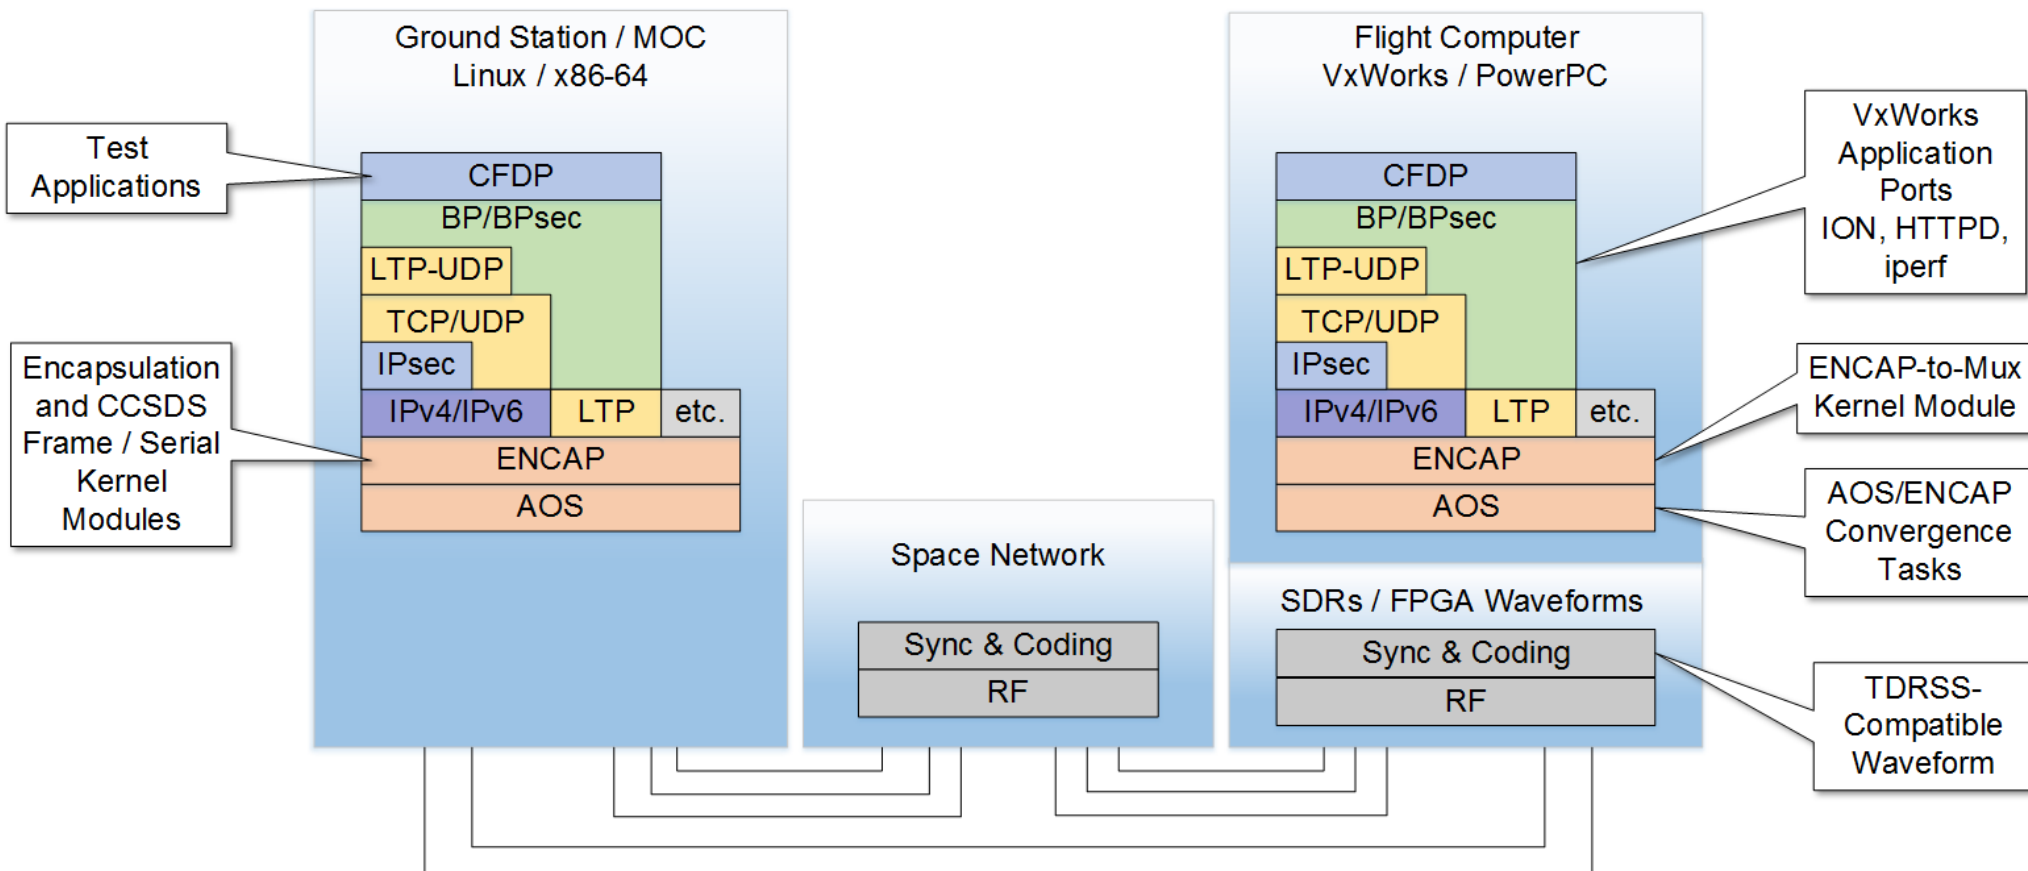 Ground Station / MOC
Linux / x86-64
Test
Applications
CFDP
BP/BPsec
LTP-UDP
TCP/UDP
IPsec
IPv4/IPv6
LTP
etc.
ENCAP
AOS
Encapsulation
and CCSDS
Frame / Serial
Kernel
Modules
Space Network
Sync & Coding
RF
Flight Computer
VxWorks / PowerPC
CFDP
BP/BPsec
LTP-UDP
TCP/UDP
IPsec
IPv4/IPv6
LTP
etc.
ENCAP
AOS
SDRs / FPGA Waveforms
Sync & Coding
RF
VxWorks
Application
Ports
ION, HTTPD,
iperf
ENCAP-to-Mux
Kernel Module
AOS/ENCAP
Convergence
Tasks
TDRSS-
Compatible
Waveform